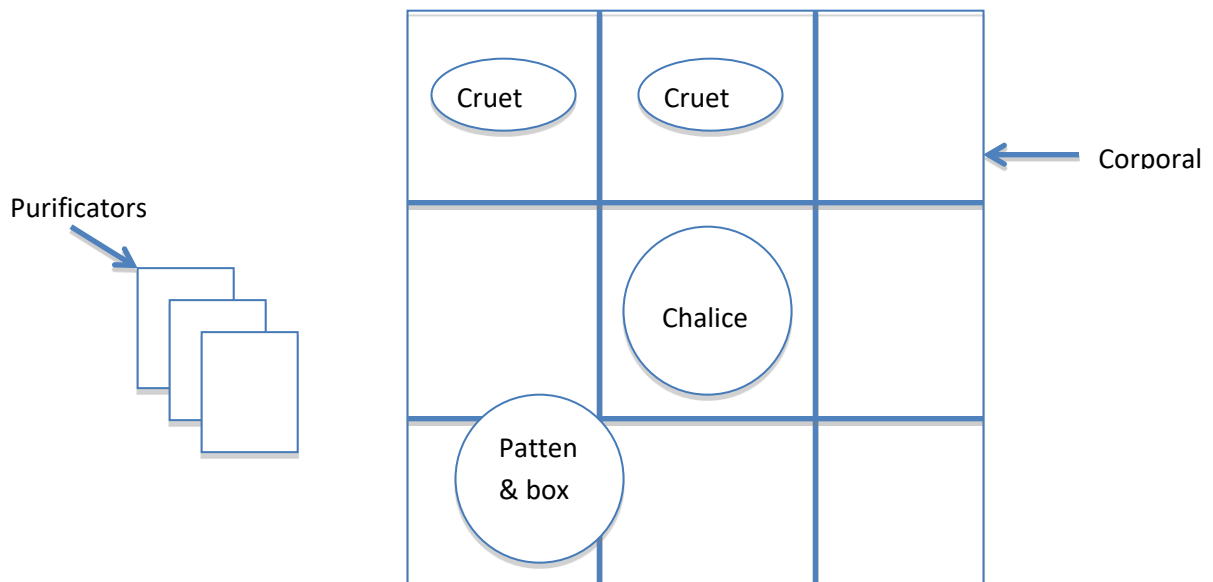 Cruet
Cruet
Corporal
Purificators
Chalice
Patten
& box